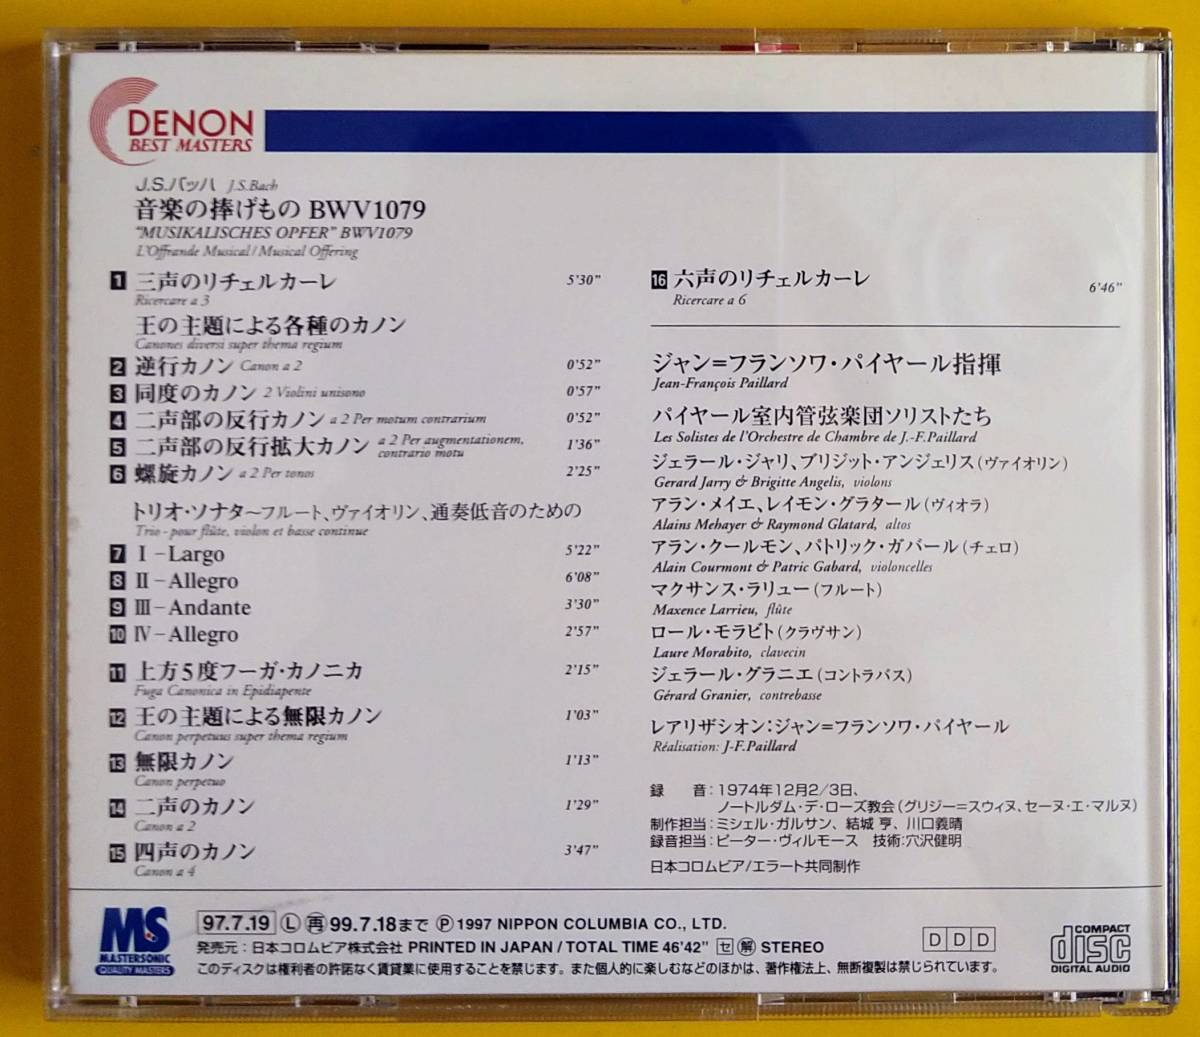 DENON
BEST MASTERS
J.S.バッハ J.S.Bach
音楽の捧げもの BWV1079
"MUSIKALISCHES OPFER" BWV1079
L'Offrande Musical / Musical Offering
1 三声のリチェルカーレ 5'30"
Ricercare a 3
王の主題による各種のカノン
Canones diversi super thema regium
2 逆行カノン Canon a 2 0'52"
3 同度のカノン 2 Violini unisono 0'57"
4 二声部の反行カノン a 2 Per motum contrarium 0'52"
5 二声部の反行拡大カノン a 2 Per augmentationem, contrario motu 1'36"
6 螺旋カノン a 2 Per tonos 2'25"
トリオ・ソナタ〜フルート、ヴァイオリン、通奏低音のための
Trio - pour flûte, violon et basse continue
7 I – Largo 5'22"
8 II – Allegro 6'08"
9 III – Andante 3'30"
10 IV – Allegro 2'57"
11 上方5度フーガ・カノニカ 2'15"
Fuga Canonica in Epidiapente
12 王の主題による無限カノン 1'03"
Canon perpetuus super thema regium
13 無限カノン 1'13"
Canon perpetuo
14 二声のカノン 1'29"
Canon a 2
15 四声のカノン 3'47"
Canon a 4
16 六声のリチェルカーレ 6'46"
Ricercare a 6
ジャン=フランソワ・パイヤール指揮
Jean-François Paillard
パイヤール室内管弦楽団ソリストたち
Les Solistes de l'Orchestre de Chambre de J.-F.Paillard
ジェラール・ジャリ、ブリジット・アンジェリス(ヴァイオリン)
Gerard Jarry & Brigitte Angelis, violons
アラン・メイエ、レイモン・グラタール(ヴィオラ)
Alains Mehayer & Raymond Glatard, altos
アラン・クールモン、パトリック・ガバール(チェロ)
Alain Courmont & Patric Gabard, violoncelles
マクサンス・ラリュー(フルート)
Maxence Larrieu, flûte
ロール・モラビト(クラヴサン)
Laure Morabito, clavecin
ジェラール・グラニエ(コントラバス)
Gérard Granier, contrebasse
レアリザシオン:ジャン=フランソワ・パイヤール
Réalisation: J-F.Paillard
録 音:1974年12月2/3日、
ノートルダム・デ・ローズ教会(グリジー=スウィヌ、セーヌ・エ・マルヌ)
制作担当:ミシェル・ガルサン、結城 亨、川口義晴
録音担当:ピーター・ヴィルモース 技術:穴沢健明
日本コロムビア/エラート共同制作
MS
MASTERSONIC
QUALITY MASTERS
97.7.19 Ⓛ 再 99.7.18まで Ⓟ 1997 NIPPON COLUMBIA CO., LTD.
発売元:日本コロムビア株式会社 PRINTED IN JAPAN / TOTAL TIME 46'42" セ 解 STEREO
このディスクは権利者の許諾なく賃貸業に使用することを禁じます。また個人的に楽しむなどのほかは、著作権法上、無断複製は禁じられています。
DDD
COMPACT
disc
DIGITAL AUDIO